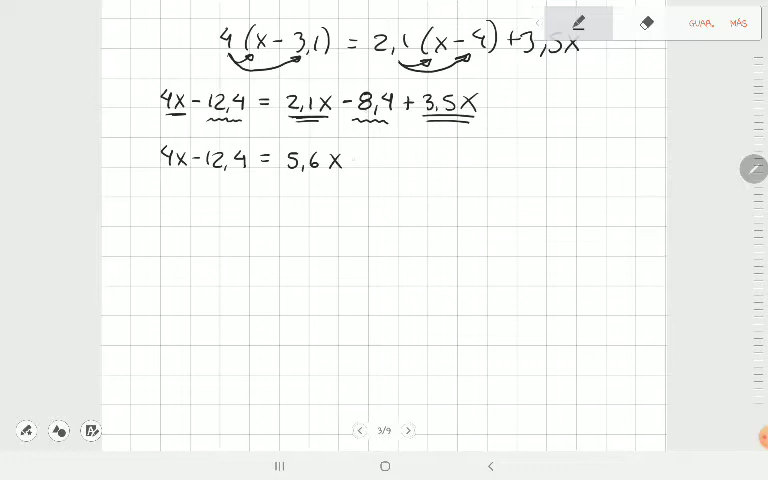 4(x - 3,1) = 2,1(x - 4) + 3,5x
GUAR. MÁS
4x - 12,4 = 2,1x - 8,4 + 3,5x
4x - 12,4 = 5,6x
3/9